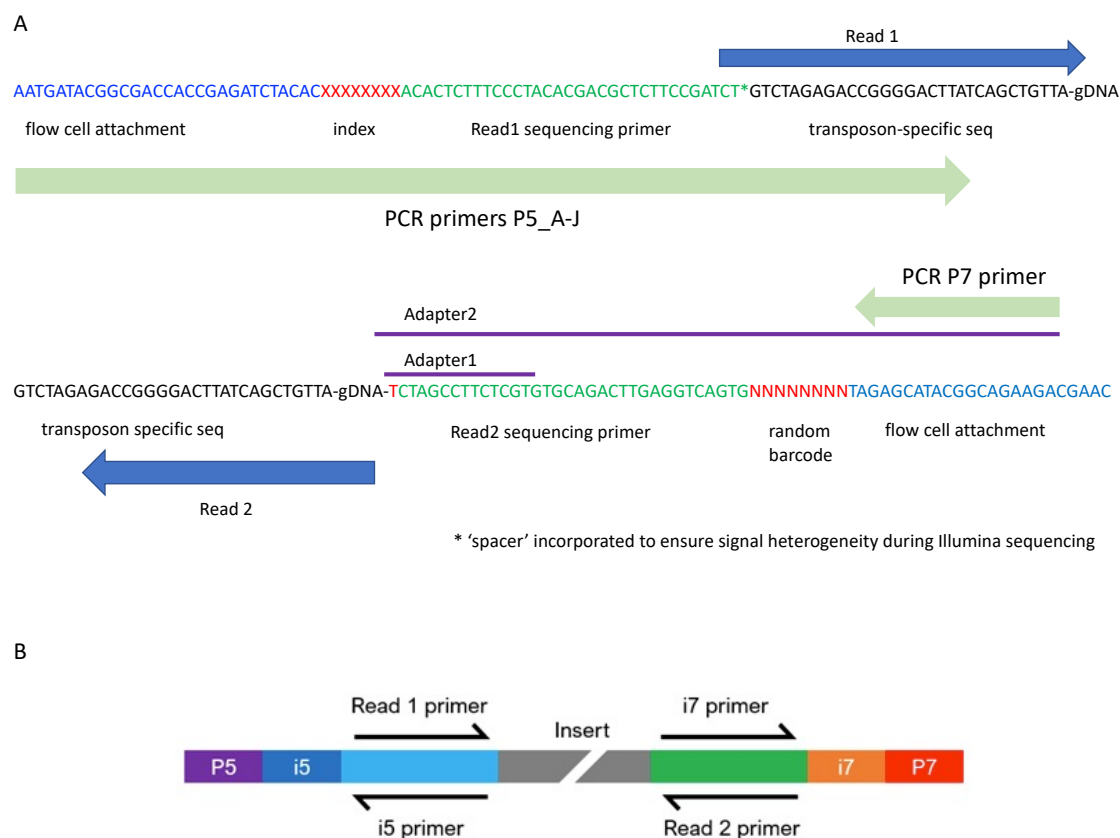 A
Read 1
AATGATACGGCGACCACCGAGATCTACACXXXXXXXXACACTCTTTCCCTACACGACGCTCTTCCGATCT*GTCTAGAGACCGGGGACTTATCAGCTGTTA-gDNA
flow cell attachment index Read1 sequencing primer transposon-specific seq
PCR primers P5_A-J
PCR P7 primer
Adapter2
Adapter1
GTCTAGAGACCGGGGACTTATCAGCTGTTA-gDNA-TCTAGCCTTCTCGTGTGCAGACTTGAGGTCAGTGNNNNNNNNTAGAGCATACGGCAGAAGACGAAC
transposon specific seq Read2 sequencing primer random flow cell attachment
barcode
Read 2
* 'spacer' incorporated to ensure signal heterogeneity during Illumina sequencing
B
Read 1 primer Insert i7 primer
P5 i5 i7 P7
i5 primer Read 2 primer